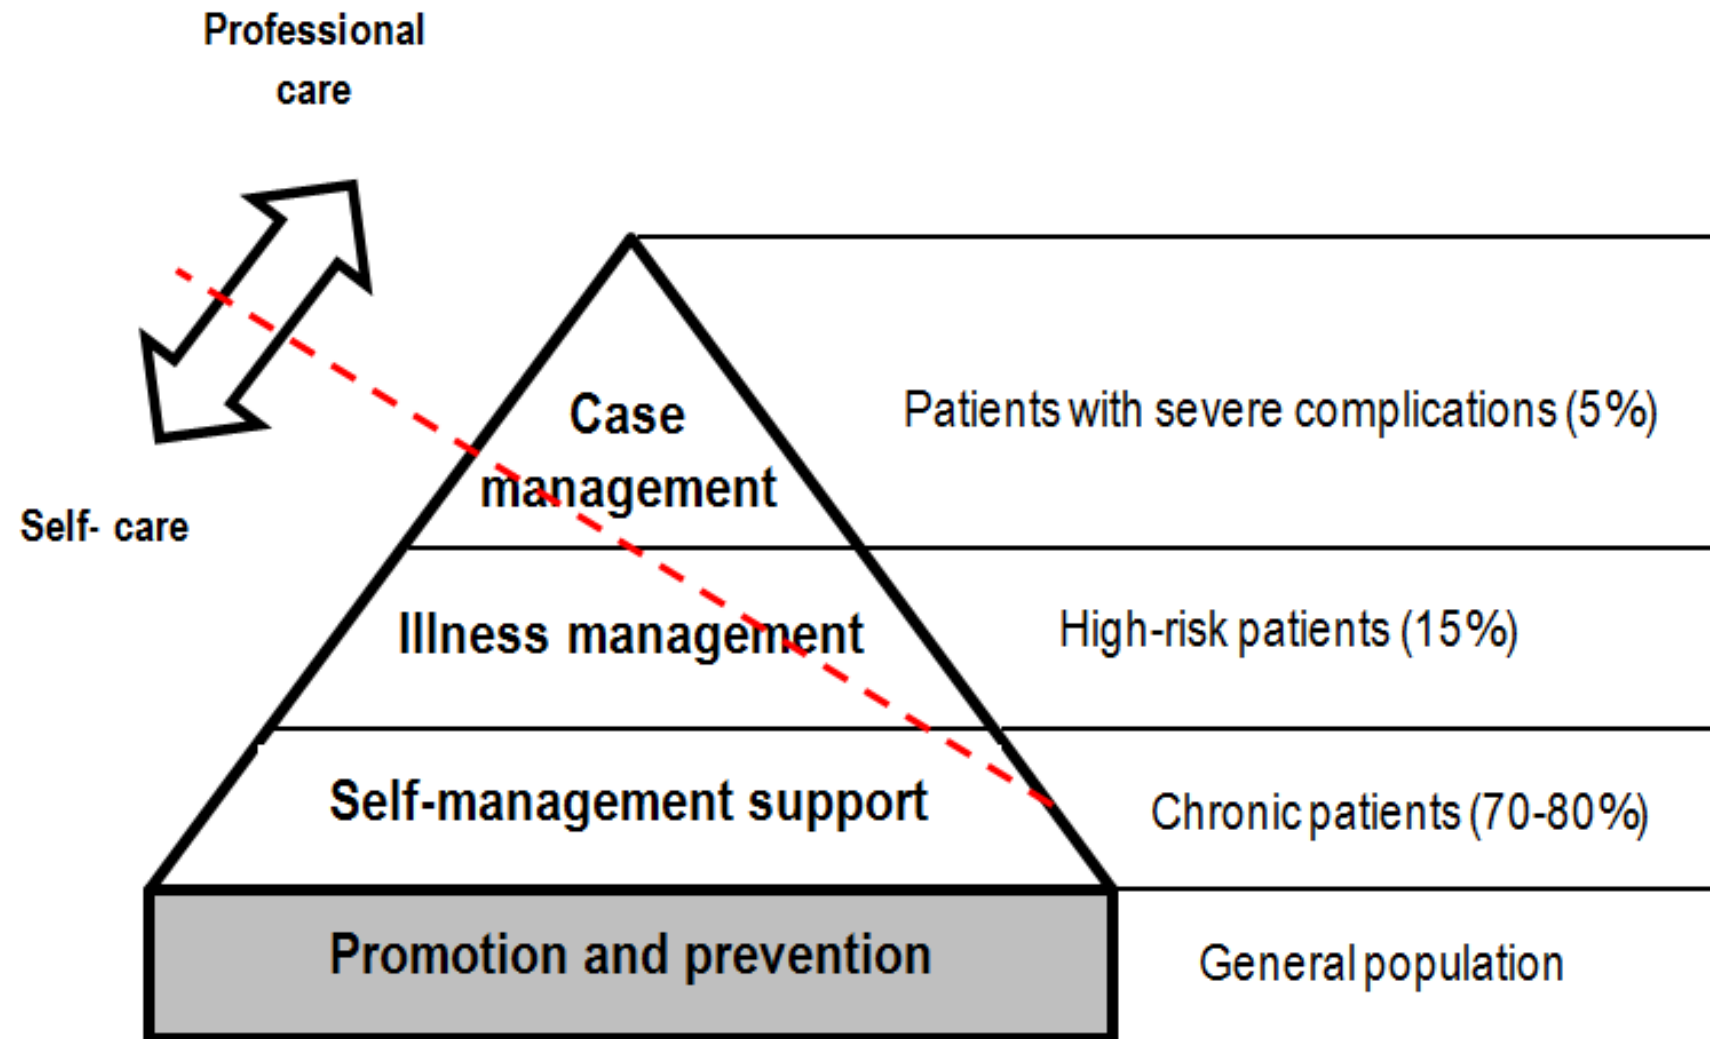 Professional
care
Self- care
Case
management
Patients with severe complications (5%)
Illness management
High-risk patients (15%)
Self-management support
Chronic patients (70-80%)
Promotion and prevention
General population